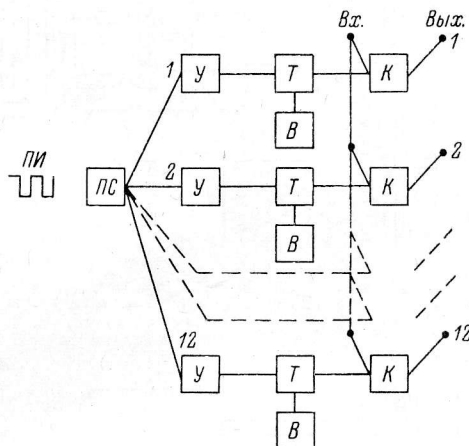 Вх. Вых.
1 У Т К 1
В
ПИ ПС 2 У Т К 2
В
12 У Т К 12
В